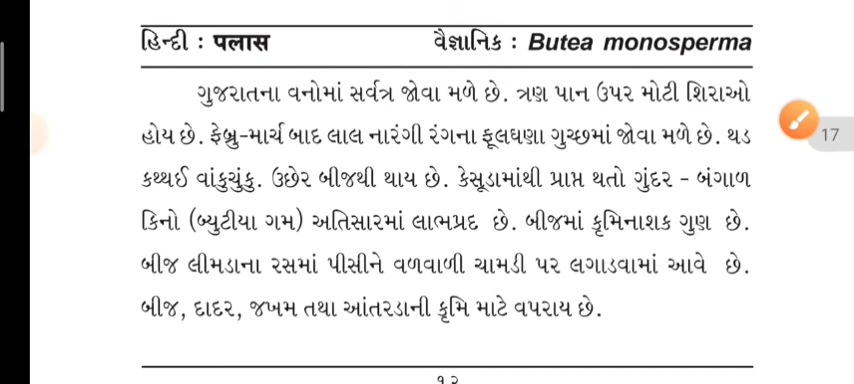 હિન્દી : પલાસ વૈજ્ઞાનિક : Butea monosperma
ગુજરાતના વનોમાં સર્વત્ર જોવા મળે છે. ત્રણ પાન ઉપર મોટી શિરાઓ
હોય છે. ફેબ્રુ-માર્ચ બાદ લાલ નારંગી રંગના ફૂલઘણા ગુચ્છમાં જોવા મળે છે. થડ
કથ્થઈ વાંકુચુંકુ. ઉછેર બીજથી થાય છે. કેસૂડામાંથી પ્રાપ્ત થતો ગુંદર - બંગાળ
કિનો (બ્યુટીયા ગમ) અતિસારમાં લાભપ્રદ છે. બીજમાં કૃમિનાશક ગુણ છે.
બીજ લીમડાના રસમાં પીસીને વળવાળી ચામડી પર લગાડવામાં આવે છે.
બીજ, દાદર, જખમ તથા આંતરડાની કૃમિ માટે વપરાય છે.
17